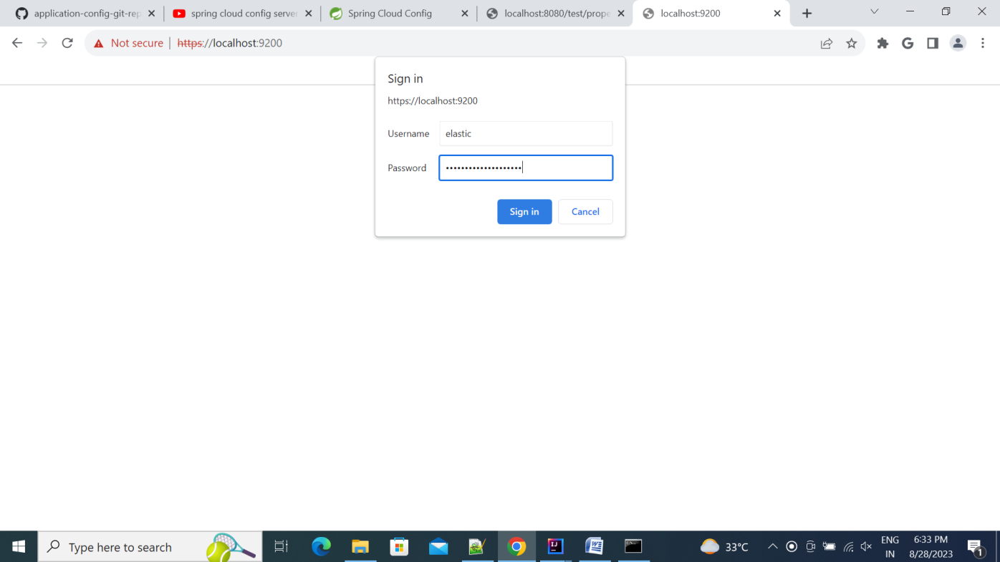 application-config-git-rep
spring cloud config server
Spring Cloud Config
localhost:8080/test/prope
localhost:9200
Not secure
https://localhost:9200
Sign in
https://localhost:9200
Username elastic
Password ••••••••••••••••••••
Sign in Cancel
Type here to search
33°C
ENG
IN
6:33 PM
8/28/2023
1